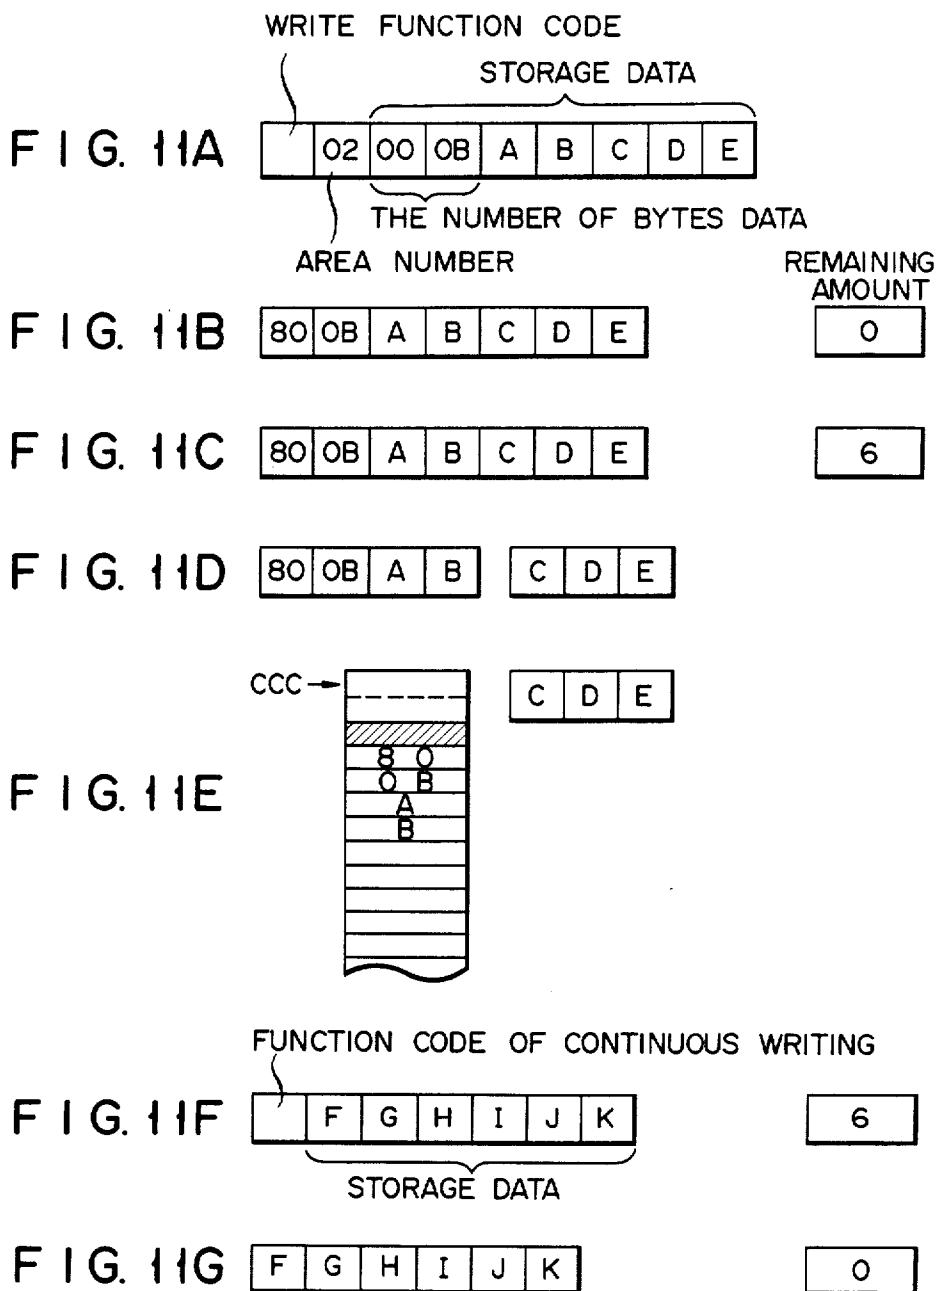 WRITE FUNCTION CODE
STORAGE DATA
FIG. 11A 02 00 0B A B C D E
THE NUMBER OF BYTES DATA
AREA NUMBER
REMAINING
AMOUNT
FIG. 11B 80 0B A B C D E 0
FIG. 11C 80 0B A B C D E 6
FIG. 11D 80 0B A B C D E
CCC C D E
8 0
0 B
FIG. 11E
A
B
FUNCTION CODE OF CONTINUOUS WRITING
FIG. 11F F G H I J K 6
STORAGE DATA
FIG. 11G F G H I J K 0